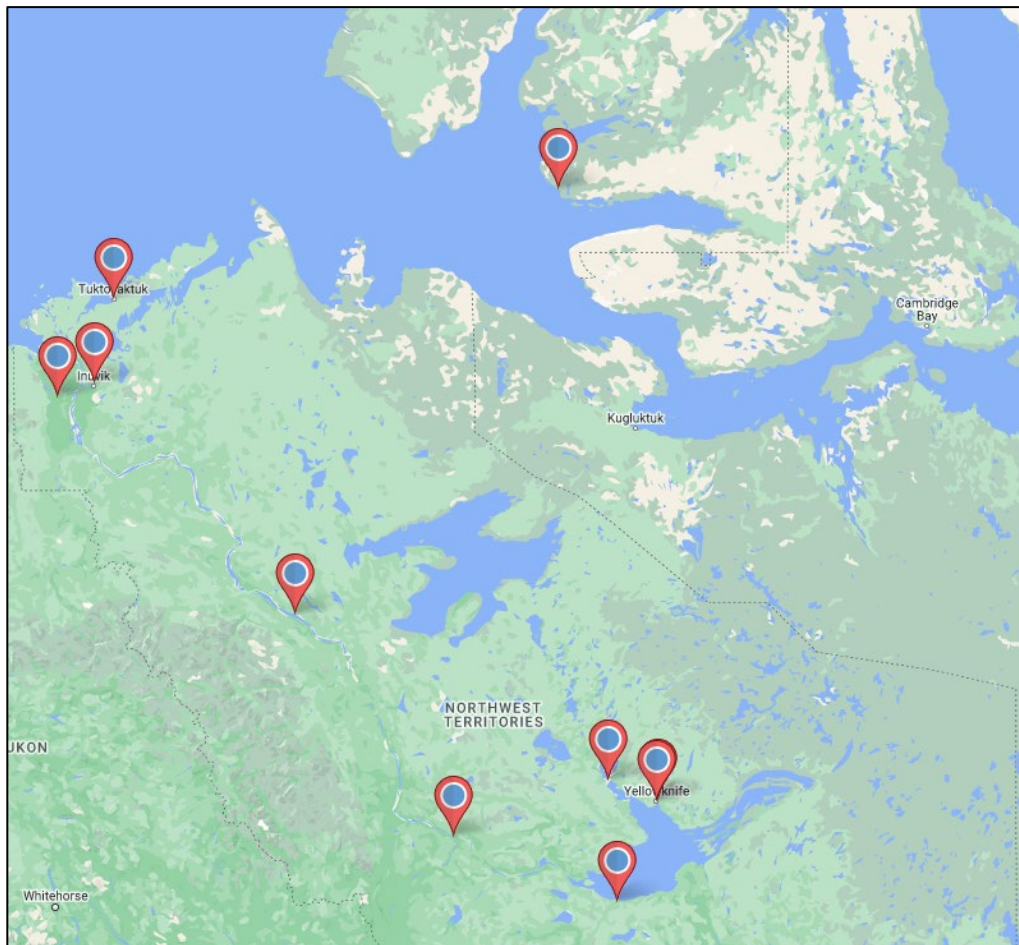 Tuktoyaktuk
Cambridge
Bay
Inuvik
Kugluktuk
NORTHWEST
TERRITORIES
UKON
Yellowknife
Whitehorse